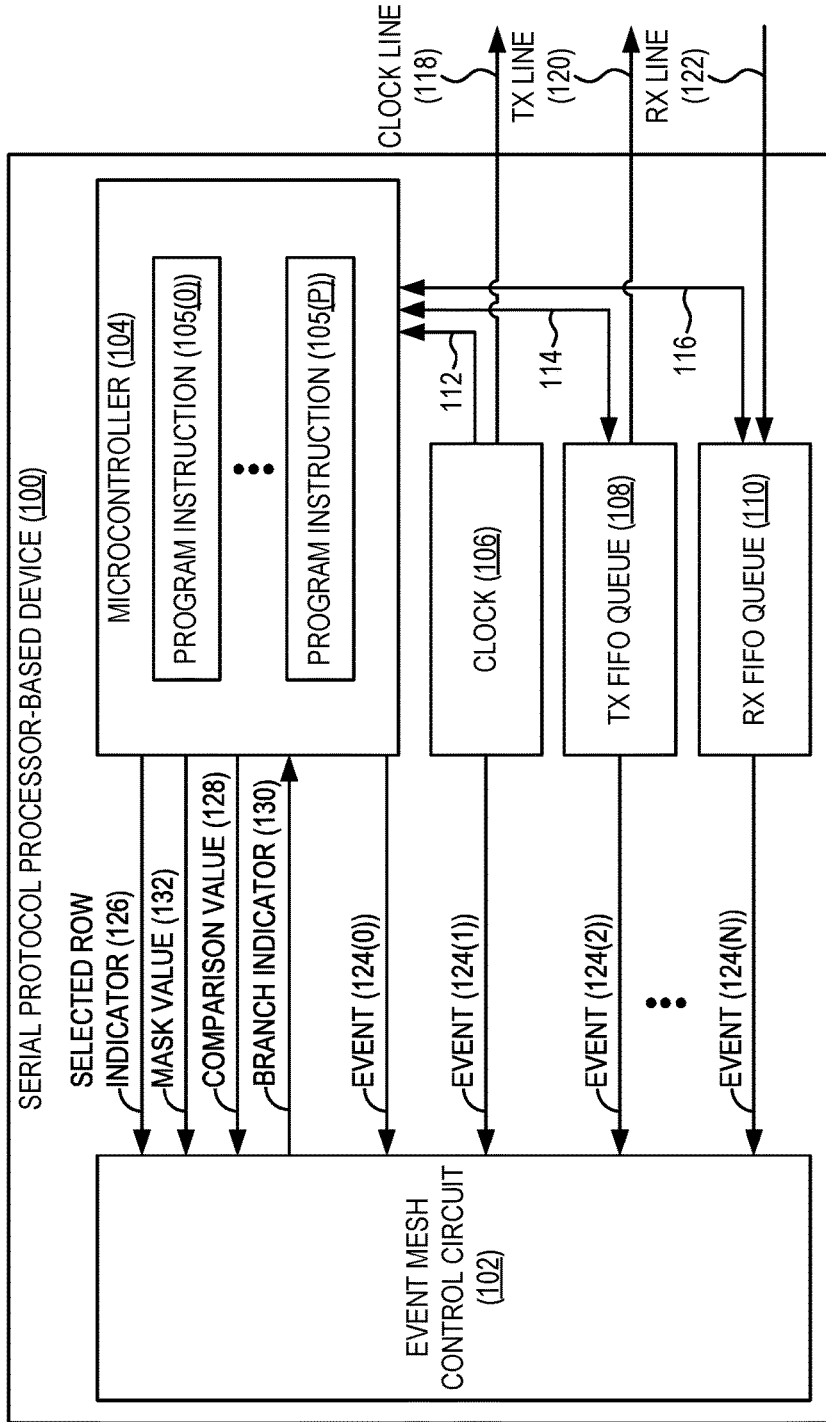 SERIAL PROTOCOL PROCESSOR-BASED DEVICE (100)
SELECTED ROW
INDICATOR (126)
MASK VALUE (132)
COMPARISON VALUE (128)
BRANCH INDICATOR (130)
EVENT (124(0))
EVENT (124(1))
EVENT (124(2))
•••
EVENT (124(N))
EVENT MESH
CONTROL CIRCUIT
(102)
MICROCONTROLLER (104)
PROGRAM INSTRUCTION (105(0))
•••
PROGRAM INSTRUCTION (105(P))
CLOCK (106)
TX FIFO QUEUE (108)
RX FIFO QUEUE (110)
112
114
116
CLOCK LINE
(118)
TX LINE
(120)
RX LINE
(122)